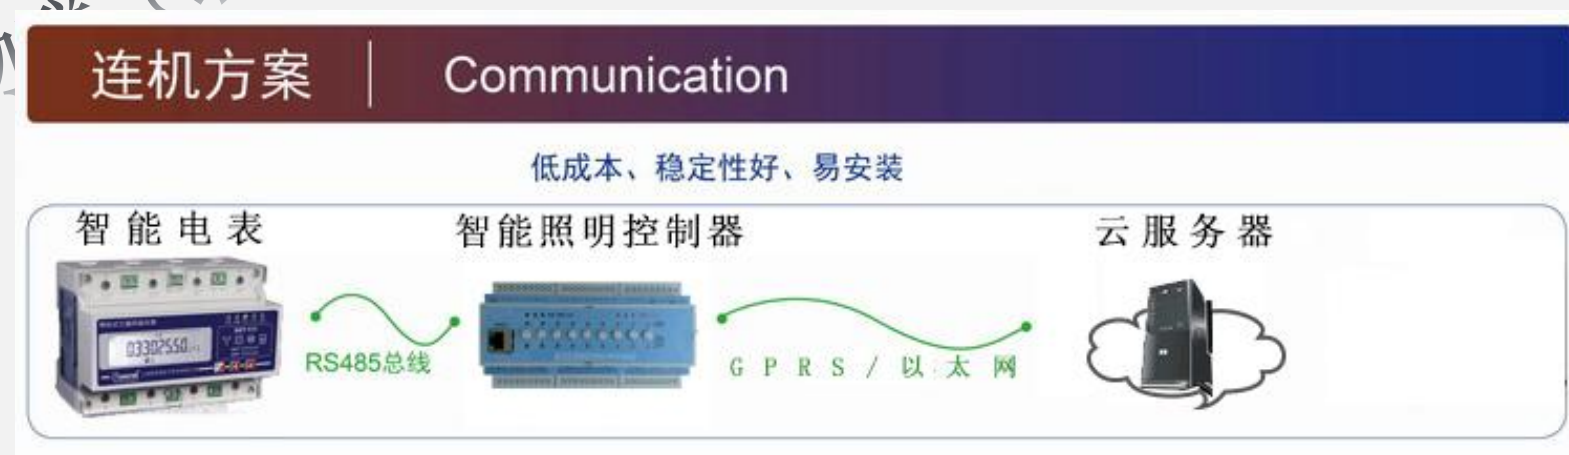 连机方案 Communication
低成本、稳定性好、易安装
智能电表 智能照明控制器 云服务器
03302550
RS485总线 GPRS/以太网